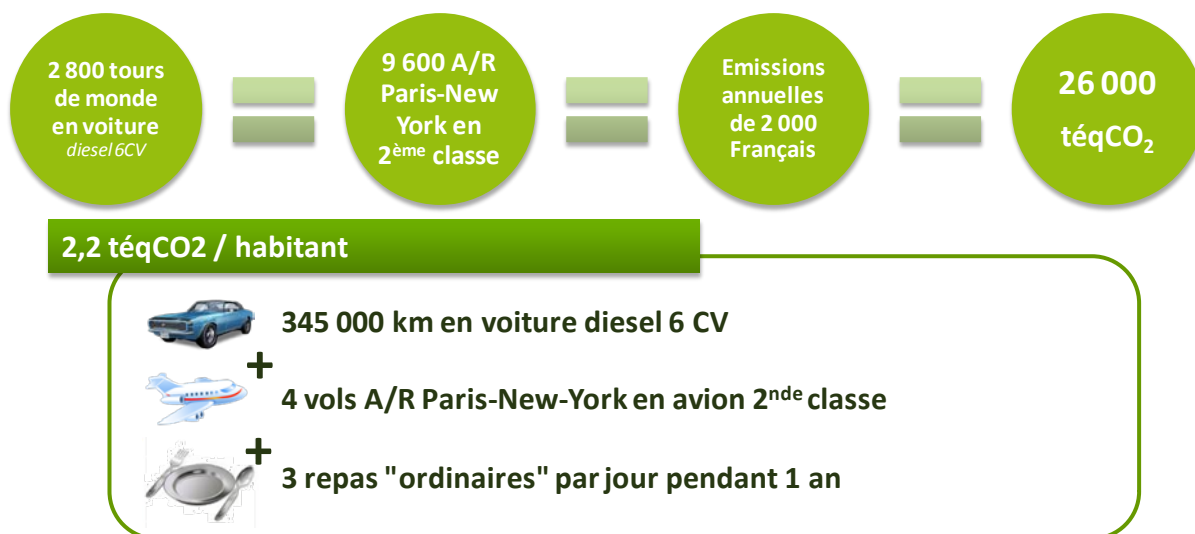 2 800 tours
de monde
en voiture
diesel 6CV
9 600 A/R
Paris-New
York en
2ème classe
Emissions
annuelles
de 2 000
Français
26 000
téqCO2
2,2 téqCO2 / habitant
345 000 km en voiture diesel 6 CV
+
4 vols A/R Paris-New-York en avion 2nde classe
+
3 repas "ordinaires" par jour pendant 1 an